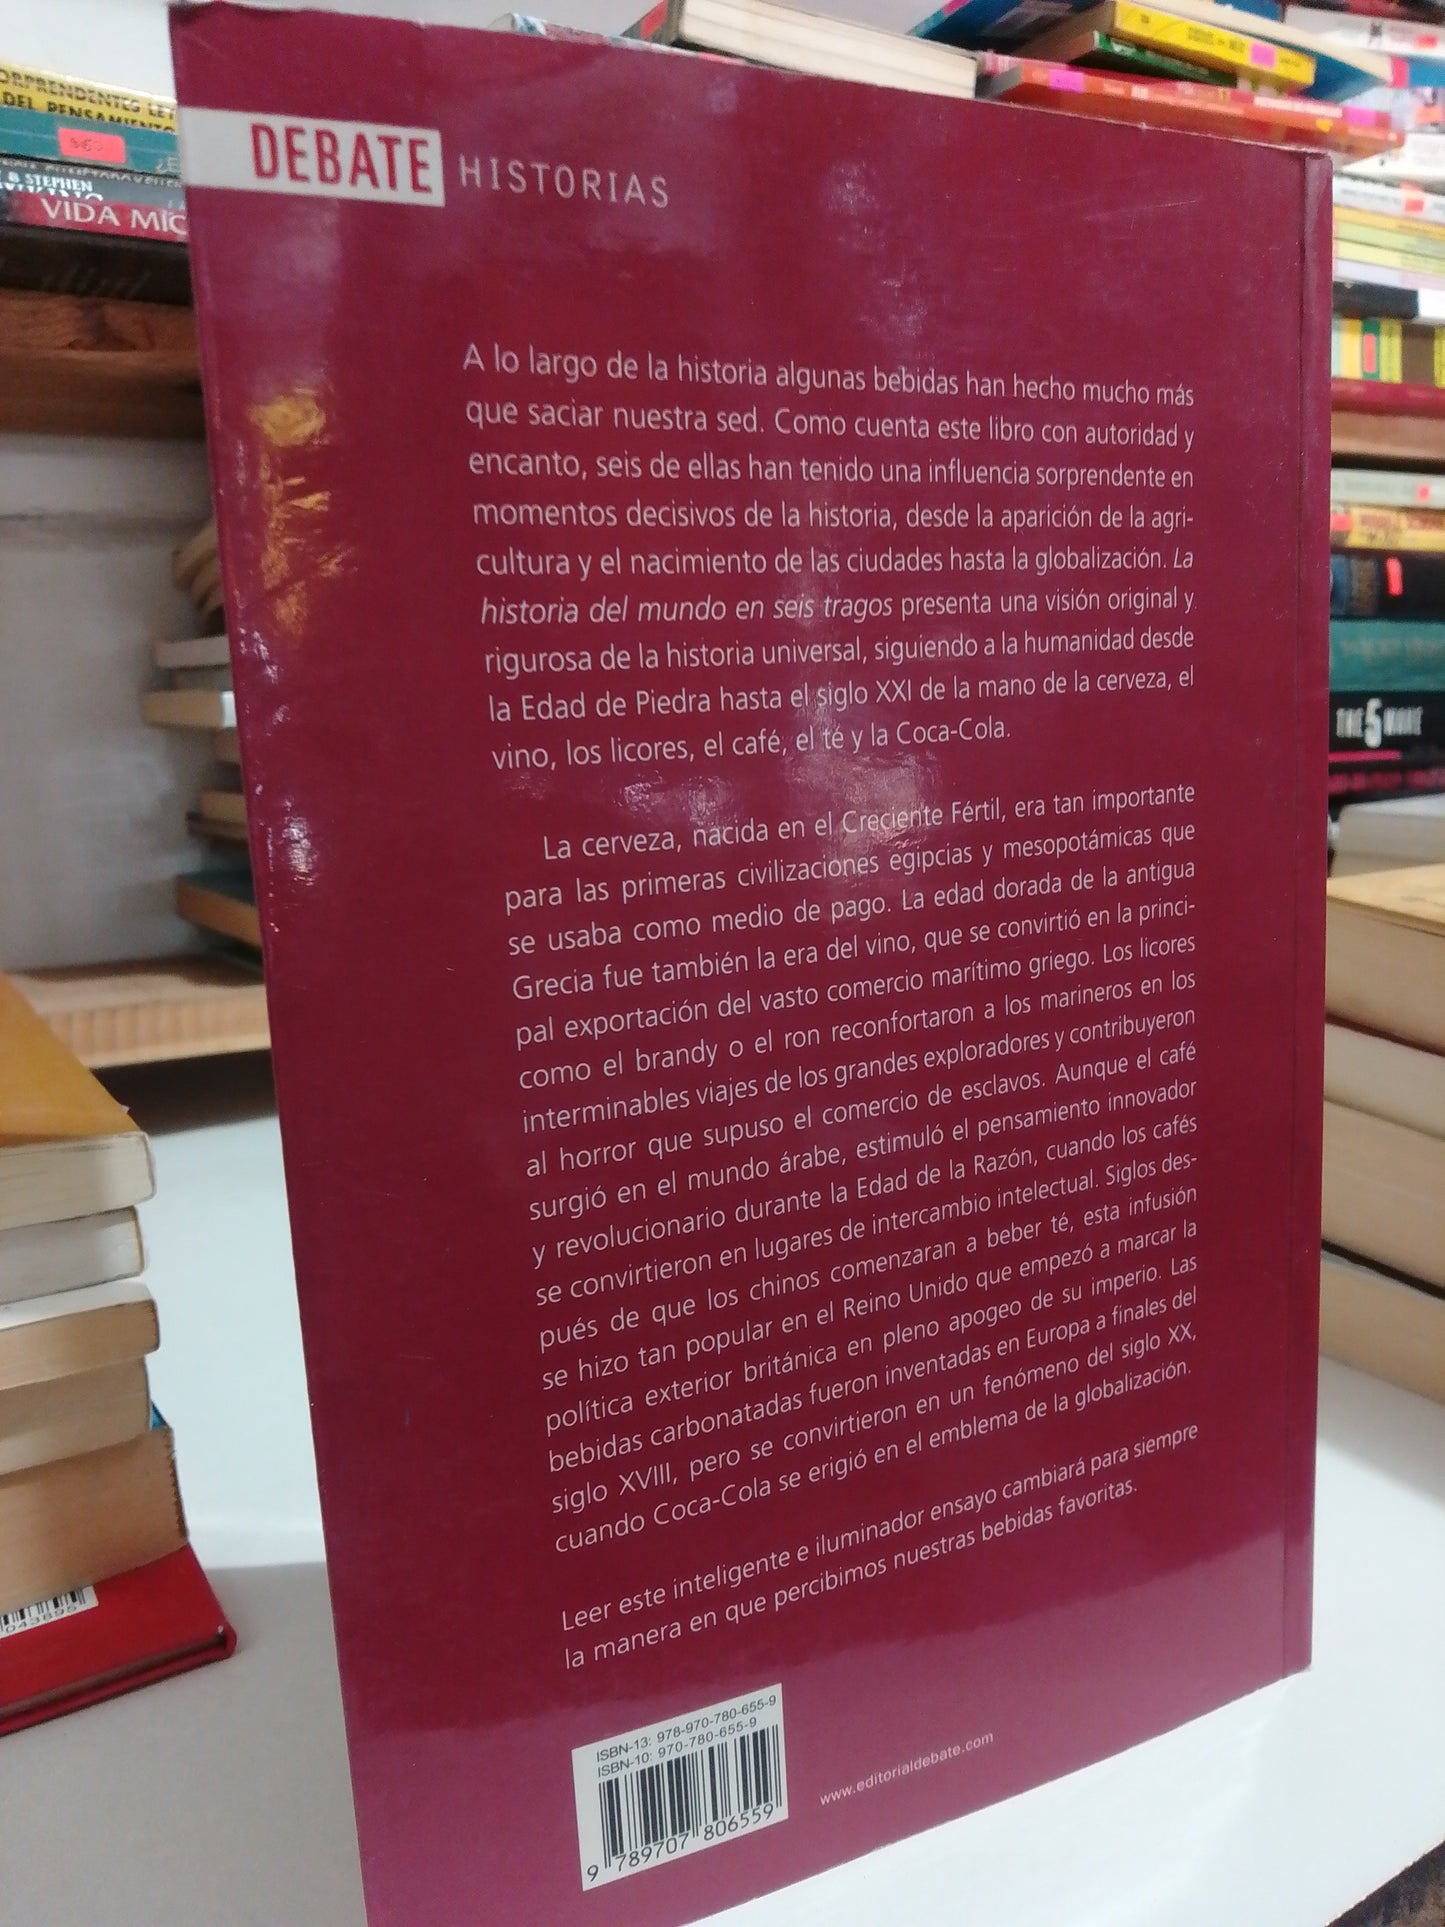 DEBATE HISTORIAS
A lo largo de la historia algunas bebidas han hecho mucho más
que saciar nuestra sed. Como cuenta este libro con autoridad y
encanto, seis de ellas han tenido una influencia sorprendente en
momentos decisivos de la historia, desde la aparición de la agri-
cultura y el nacimiento de las ciudades hasta la globalización. La
historia del mundo en seis tragos presenta una visión original y
rigurosa de la historia universal, siguiendo a la humanidad desde
la Edad de Piedra hasta el siglo XXI de la mano de la cerveza, el
vino, los licores, el café, el té y la Coca-Cola.
La cerveza, nacida en el Creciente Fértil, era tan importante
para las primeras civilizaciones egipcias y mesopotámicas que
se usaba como medio de pago. La edad dorada de la antigua
Grecia fue también la era del vino, que se convirtió en la princi-
pal exportación del vasto comercio marítimo griego. Los licores
como el brandy o el ron reconfortaron a los marineros en los
interminables viajes de los grandes exploradores y contribuyeron
al horror que supuso el comercio de esclavos. Aunque el café
surgió en el mundo árabe, estimuló el pensamiento innovador
y revolucionario durante la Edad de la Razón, cuando los cafés
se convirtieron en lugares de intercambio intelectual. Siglos des-
pués de que los chinos comenzaran a beber té, esta infusión
se hizo tan popular en el Reino Unido que empezó a marcar la
política exterior británica en pleno apogeo de su imperio. Las
bebidas carbonatadas fueron inventadas en Europa a finales del
siglo XVIII, pero se convirtieron en un fenómeno del siglo XX,
cuando Coca-Cola se erigió en el emblema de la globalización.
Leer este inteligente e iluminador ensayo cambiará para siempre
la manera en que percibimos nuestras bebidas favoritas.
ISBN-13: 978-970-780-655-9
ISBN-10: 970-780-655-9
9 789707 806559
www.editorialdebate.com
DEL PENSAMIENTO
& STEPHEN
VIDA MIC
THE 5 WAVE
043895